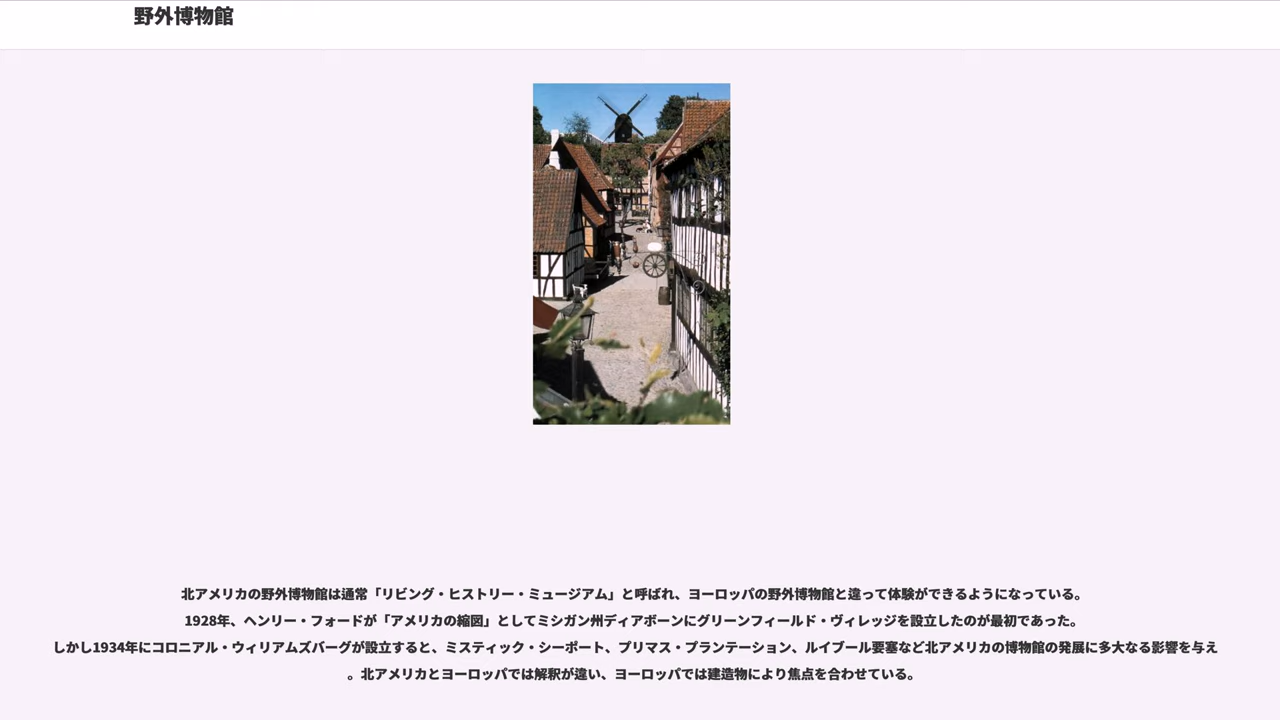 野外博物館
北アメリカの野外博物館は通常「リビング・ヒストリー・ミュージアム」と呼ばれ、ヨーロッパの野外博物館と違って体験ができるようになっている。
1928年、ヘンリー・フォードが「アメリカの縮図」としてミシガン州ディアボーンにグリーンフィールド・ヴィレッジを設立したのが最初であった。
しかし1934年にコロニアル・ウィリアムズバーグが設立すると、ミスティック・シーポート、プリマス・プランテーション、ルイブール要塞など北アメリカの博物館の発展に多大なる影響を与え
。北アメリカとヨーロッパでは解釈が違い、ヨーロッパでは建造物により焦点を合わせている。